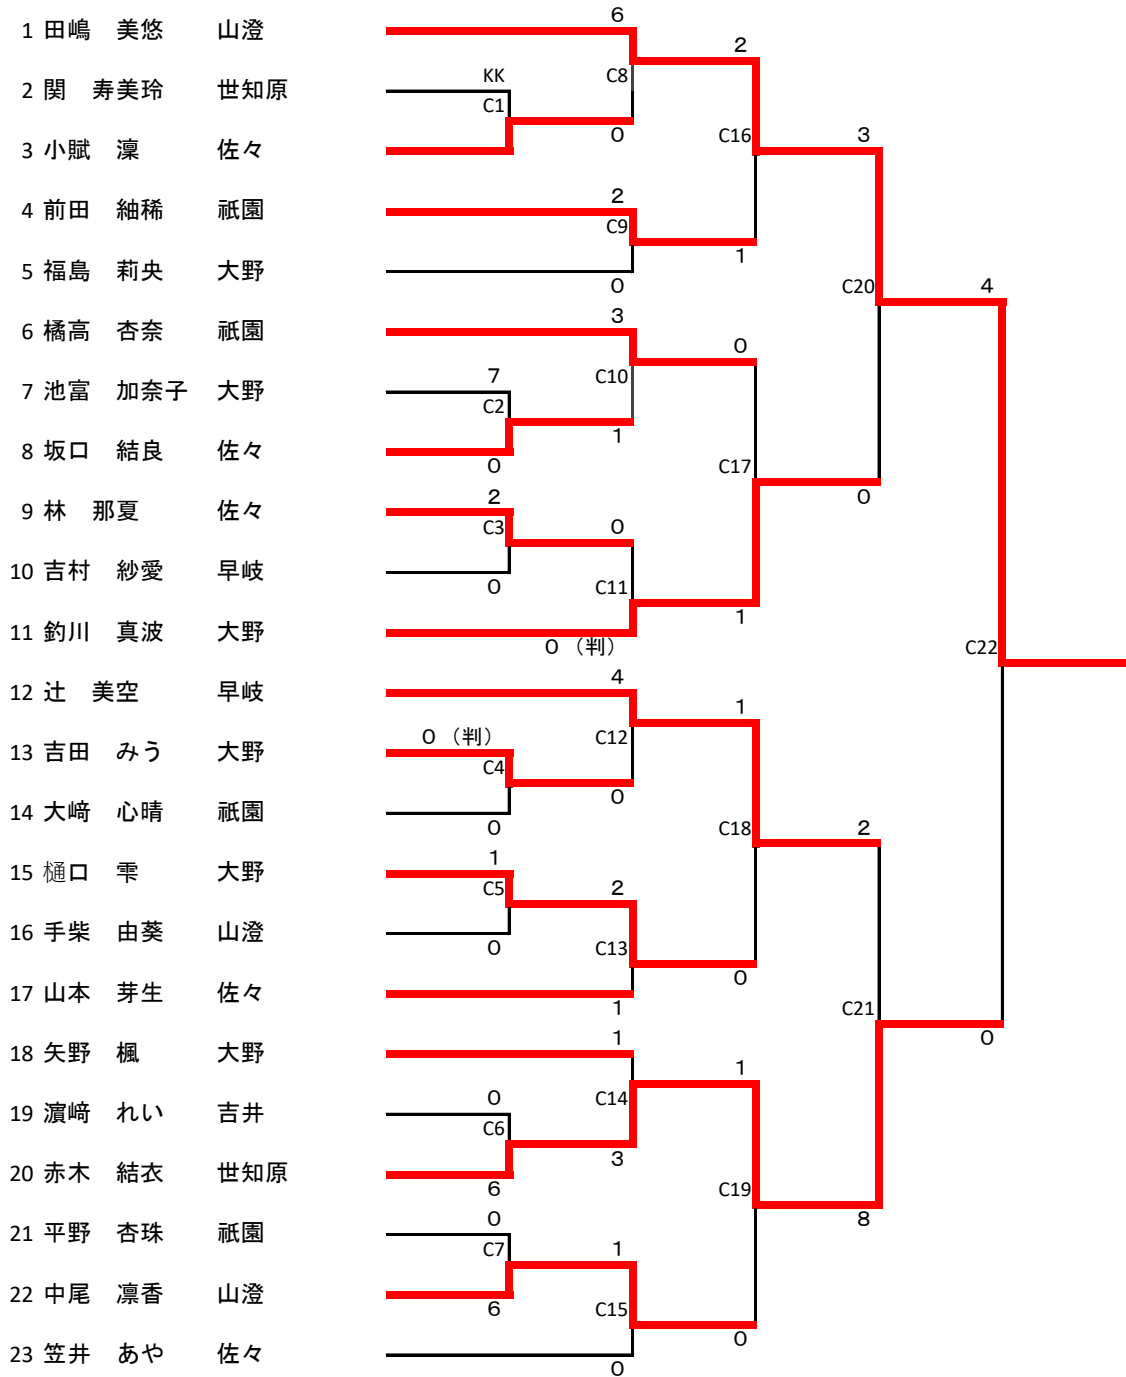 6
1 田嶋 美悠 山澄
2
KK C8
2 関 寿美玲 世知原
C1
0 C16 3
3 小賦 凜 佐々
2
4 前田 紬稀 祇園
C9
1
5 福島 莉央 大野
0 C20 4
3
6 橘高 杏奈 祇園
0
7 C10
7 池富 加奈子 大野
C2
1
8 坂口 結良 佐々
0 C17
2 0
9 林 那夏 佐々
0
C3
10 吉村 紗愛 早岐
0 C11
1
11 釣川 真波 大野
0(判) C22
4
12 辻 美空 早岐
1
0(判) C12
13 吉田 みう 大野
C4
0
14 大﨑 心晴 祇園
0 C18 2
1
15 樋口 雫 大野
C5 2
16 手柴 由葵 山澄
0 C13
0
17 山本 芽生 佐々
1 C21
1 0
18 矢野 楓 大野
1
0 C14
19 濵﨑 れい 吉井
C6
3
20 赤木 結衣 世知原
6 C19
0 8
21 平野 杏珠 祇園
C7 1
22 中尾 凛香 山澄
6 C15
0
23 笠井 あや 佐々
0